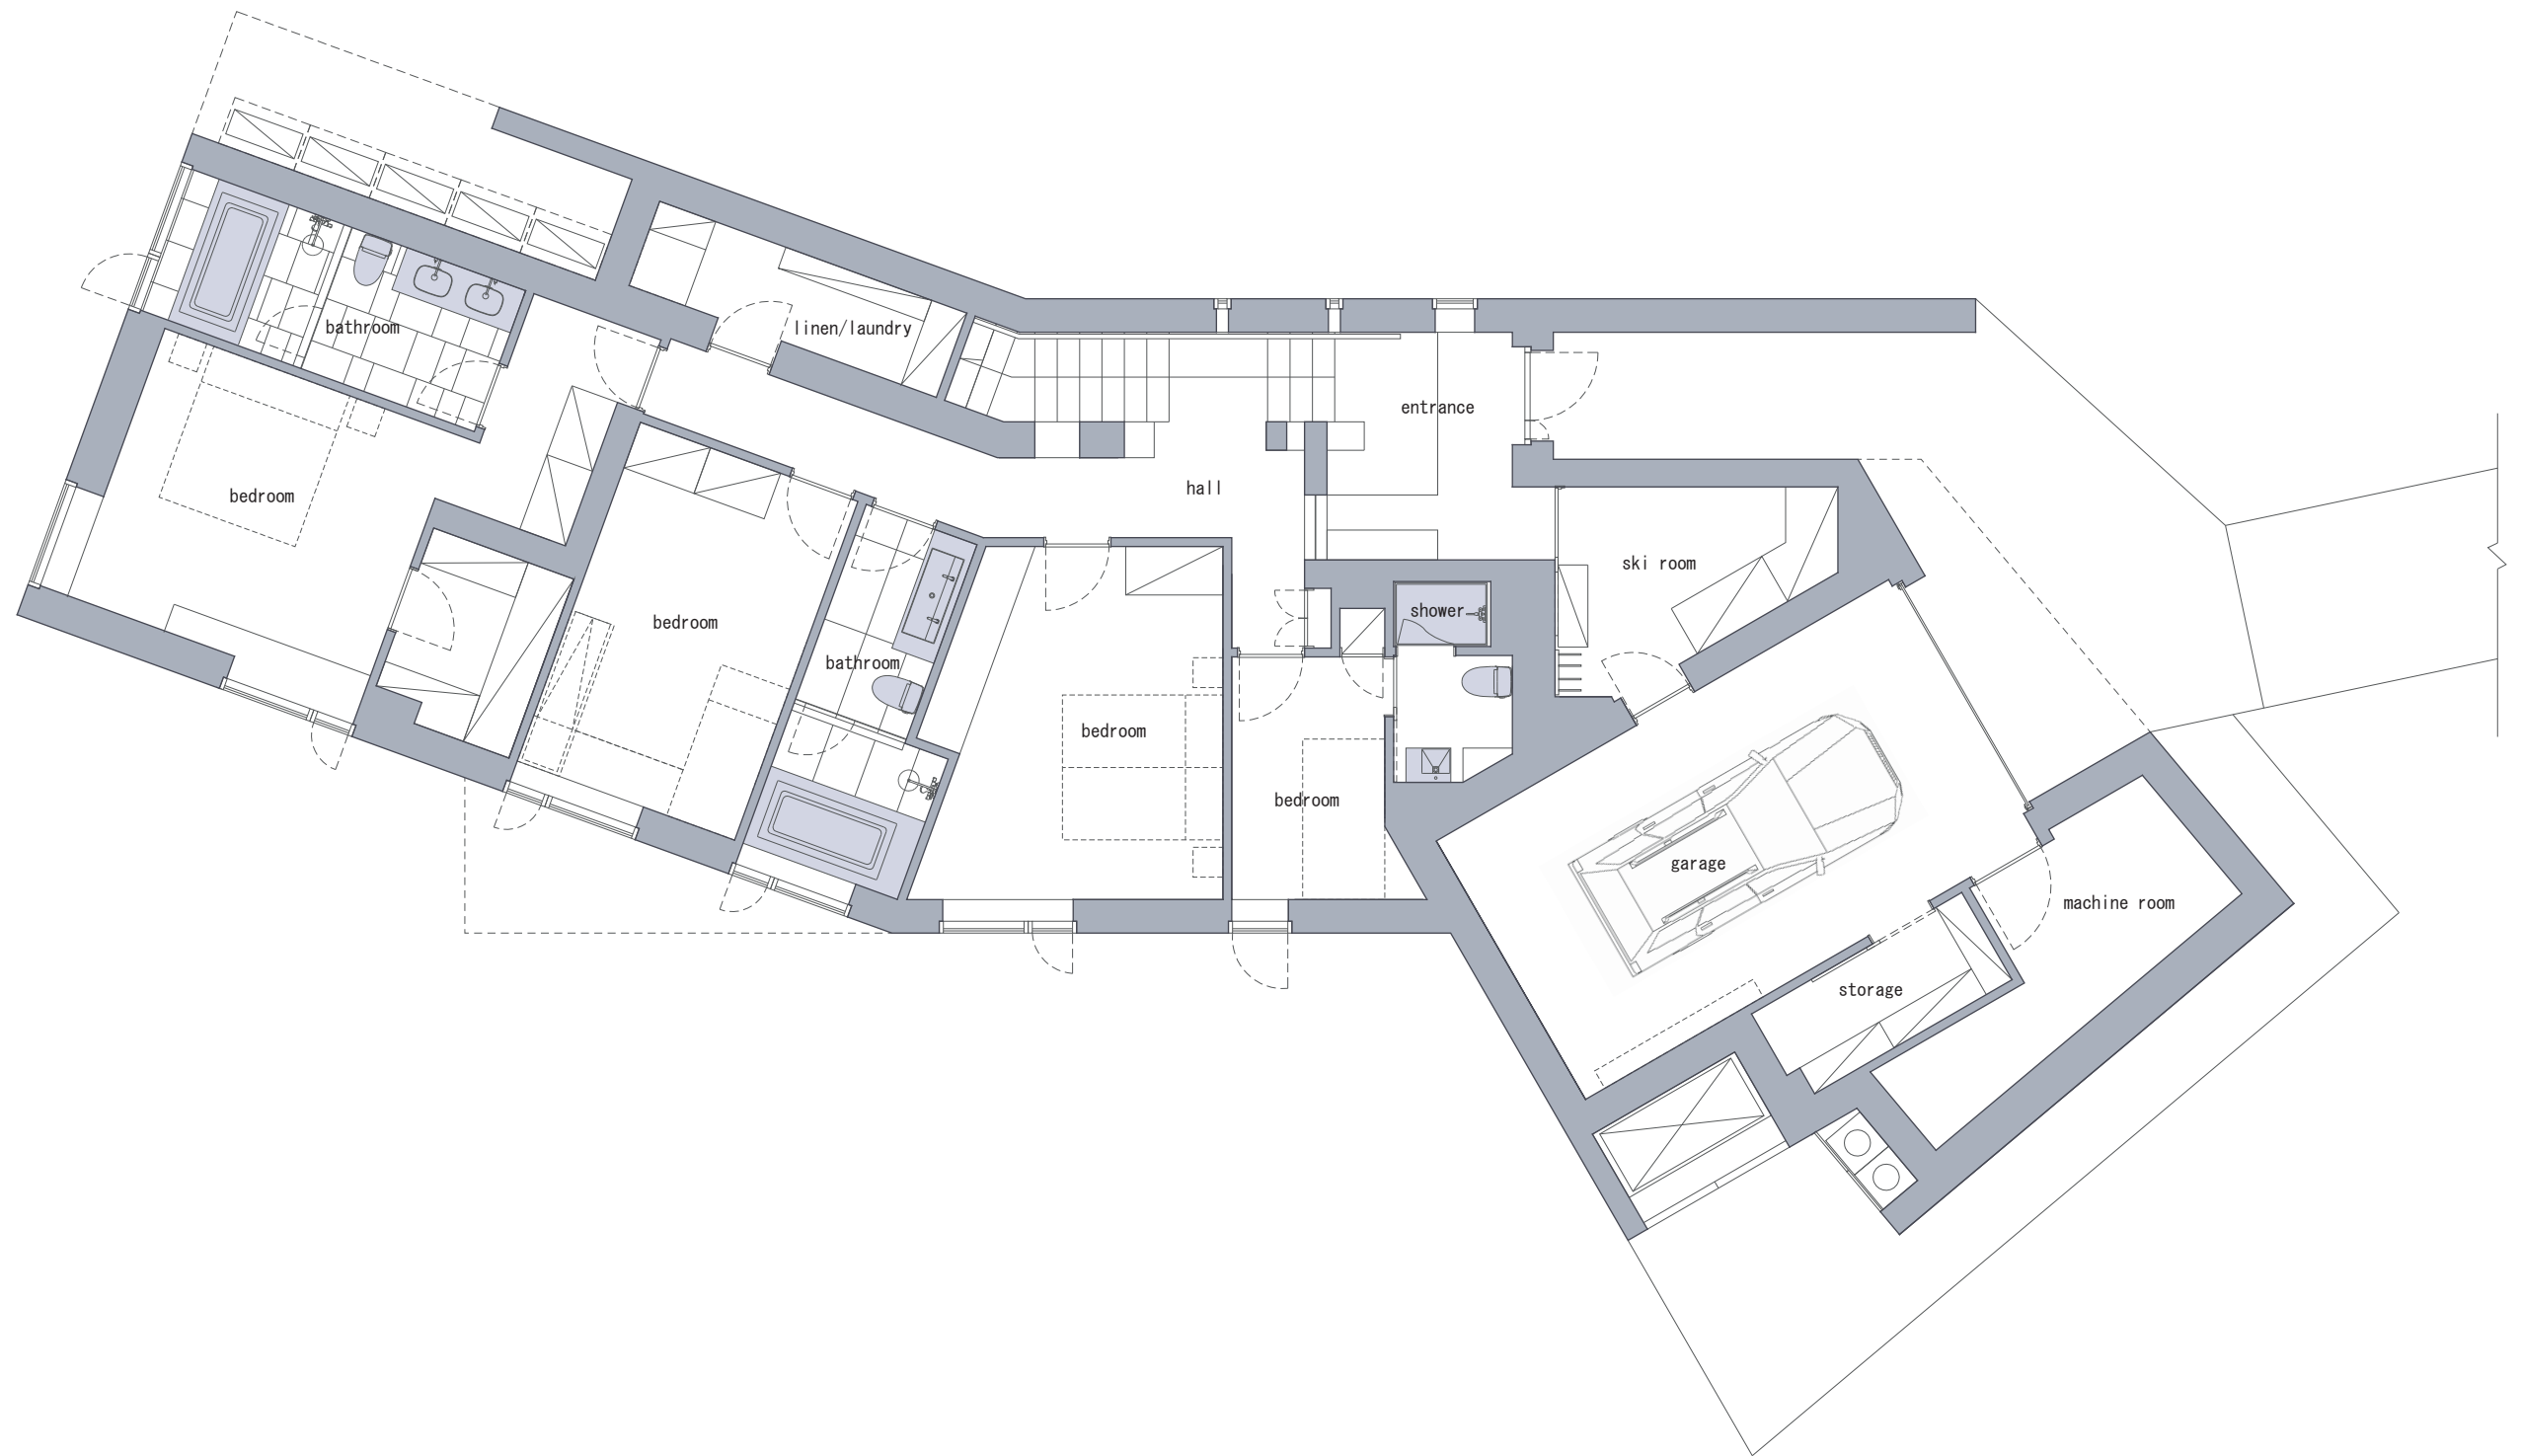 bathroom
linen/laundry
entrance
bedroom
hall
ski room
shower
bedroom
bathroom
bedroom
bedroom
garage
machine room
storage